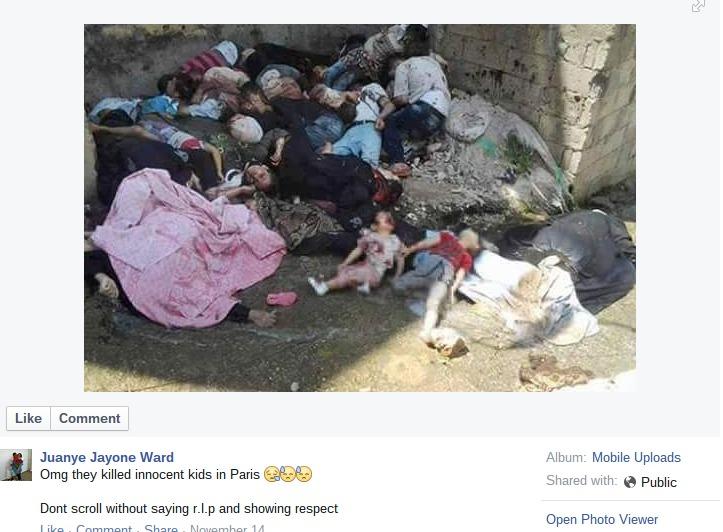 Like Comment
Juanye Jayone Ward
Omg they killed innocent kids in Paris 😪😓😓
Dont scroll without saying r.I.p and showing respect
Like · Comment · Share · November 14
Album: Mobile Uploads
Shared with: Public
Open Photo Viewer